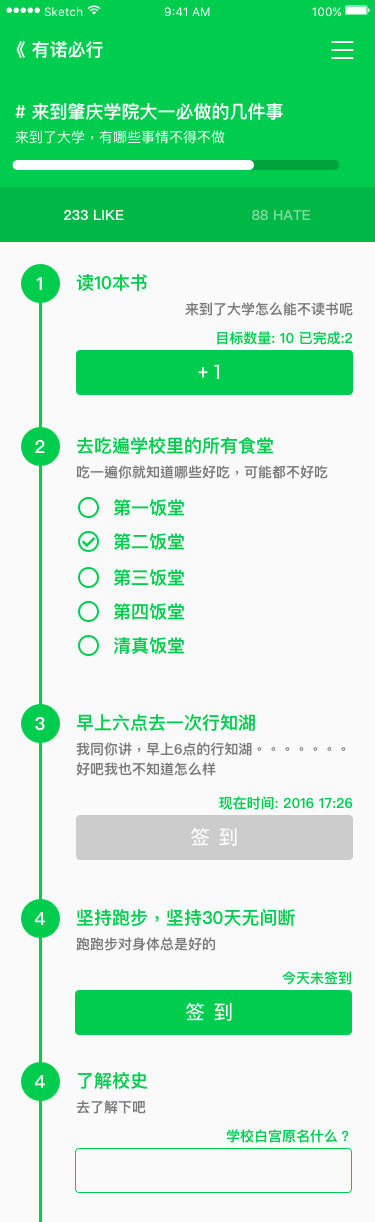 Sketch 9:41 AM 100%
《 有诺必行
# 来到肇庆学院大一必做的几件事
来到了大学，有哪些事情不得不做
233 LIKE 88 HATE
1 读10本书
来到了大学怎么能不读书呢
目标数量: 10 已完成:2
+ 1
2 去吃遍学校里的所有食堂
吃一遍你就知道哪些好吃，可能都不好吃
第一饭堂
第二饭堂
第三饭堂
第四饭堂
清真饭堂
3 早上六点去一次行知湖
我同你讲，早上6点的行知湖。。。。。。。
好吧我也不知道怎么样
现在时间: 2016 17:26
签 到
4 坚持跑步，坚持30天无间断
跑跑步对身体总是好的
今天未签到
签 到
4 了解校史
去了解下吧
学校白宫原名什么？